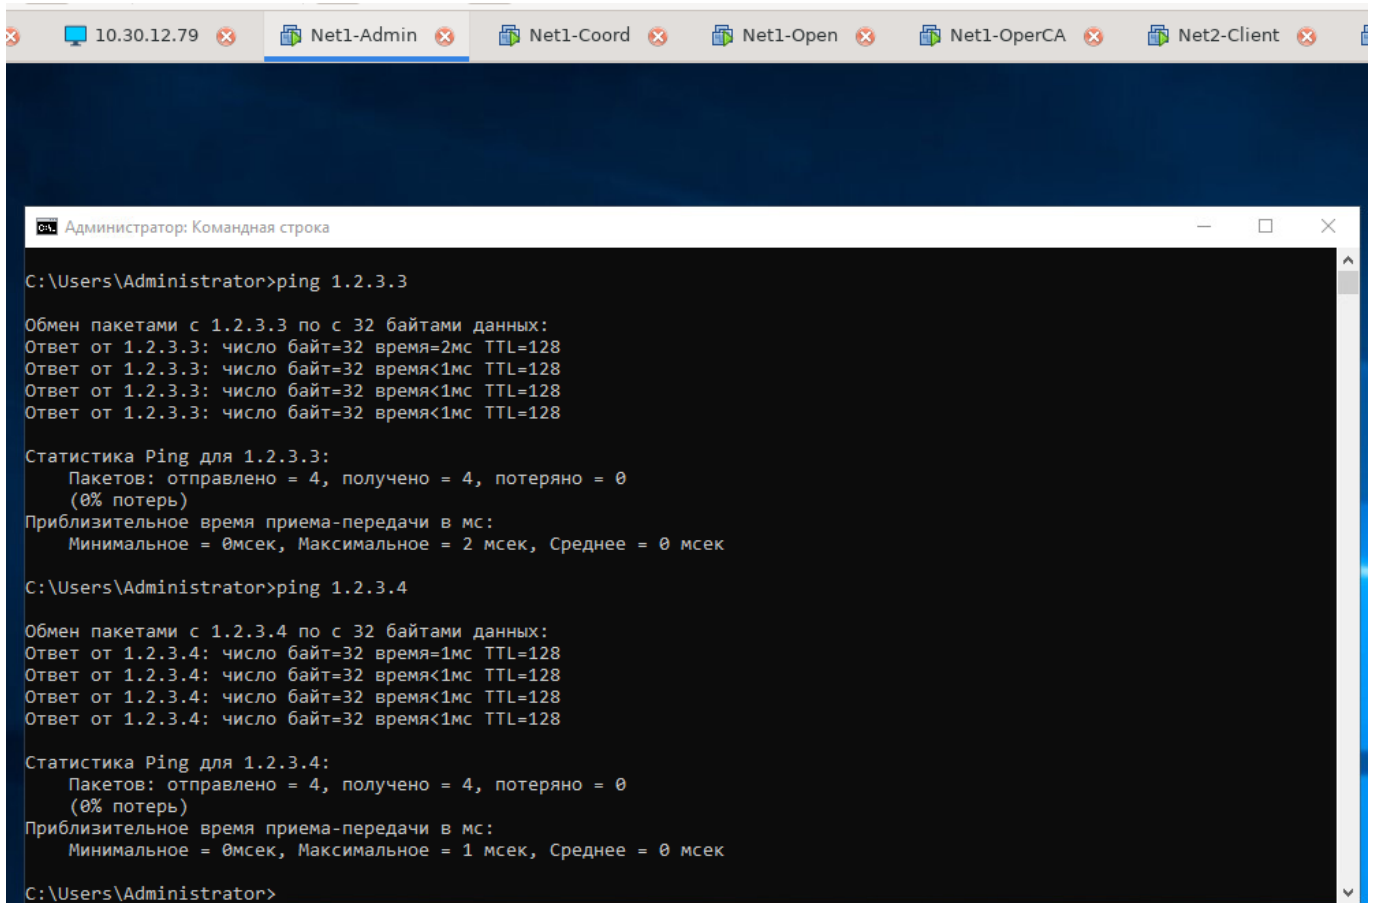 10.30.12.79
Net1-Admin
Net1-Coord
Net1-Open
Net1-OperCA
Net2-Client
Администратор: Командная строка
C:\Users\Administrator>ping 1.2.3.3
Обмен пакетами с 1.2.3.3 по с 32 байтами данных:
Ответ от 1.2.3.3: число байт=32 время=2мс TTL=128
Ответ от 1.2.3.3: число байт=32 время<1мс TTL=128
Ответ от 1.2.3.3: число байт=32 время<1мс TTL=128
Ответ от 1.2.3.3: число байт=32 время<1мс TTL=128
Статистика Ping для 1.2.3.3:
Пакетов: отправлено = 4, получено = 4, потеряно = 0
(0% потерь)
Приблизительное время приема-передачи в мс:
Минимальное = 0мсек, Максимальное = 2 мсек, Среднее = 0 мсек
C:\Users\Administrator>ping 1.2.3.4
Обмен пакетами с 1.2.3.4 по с 32 байтами данных:
Ответ от 1.2.3.4: число байт=32 время=1мс TTL=128
Ответ от 1.2.3.4: число байт=32 время<1мс TTL=128
Ответ от 1.2.3.4: число байт=32 время<1мс TTL=128
Ответ от 1.2.3.4: число байт=32 время<1мс TTL=128
Статистика Ping для 1.2.3.4:
Пакетов: отправлено = 4, получено = 4, потеряно = 0
(0% потерь)
Приблизительное время приема-передачи в мс:
Минимальное = 0мсек, Максимальное = 1 мсек, Среднее = 0 мсек
C:\Users\Administrator>